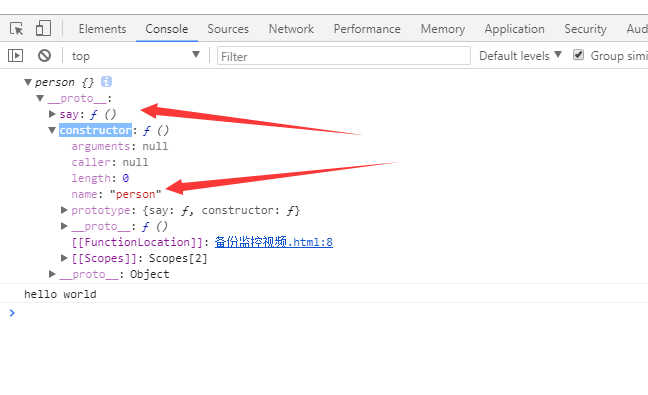 Elements Console Sources Network Performance Memory Application Security Aud
top Filter Default levels Group simi
person {} i
__proto__:
say: ƒ ()
constructor: ƒ ()
arguments: null
caller: null
length: 0
name: "person"
prototype: {say: ƒ, constructor: ƒ}
__proto__: ƒ ()
[[FunctionLocation]]: 备份监控视频.html:8
[[Scopes]]: Scopes[2]
__proto__: Object
hello world